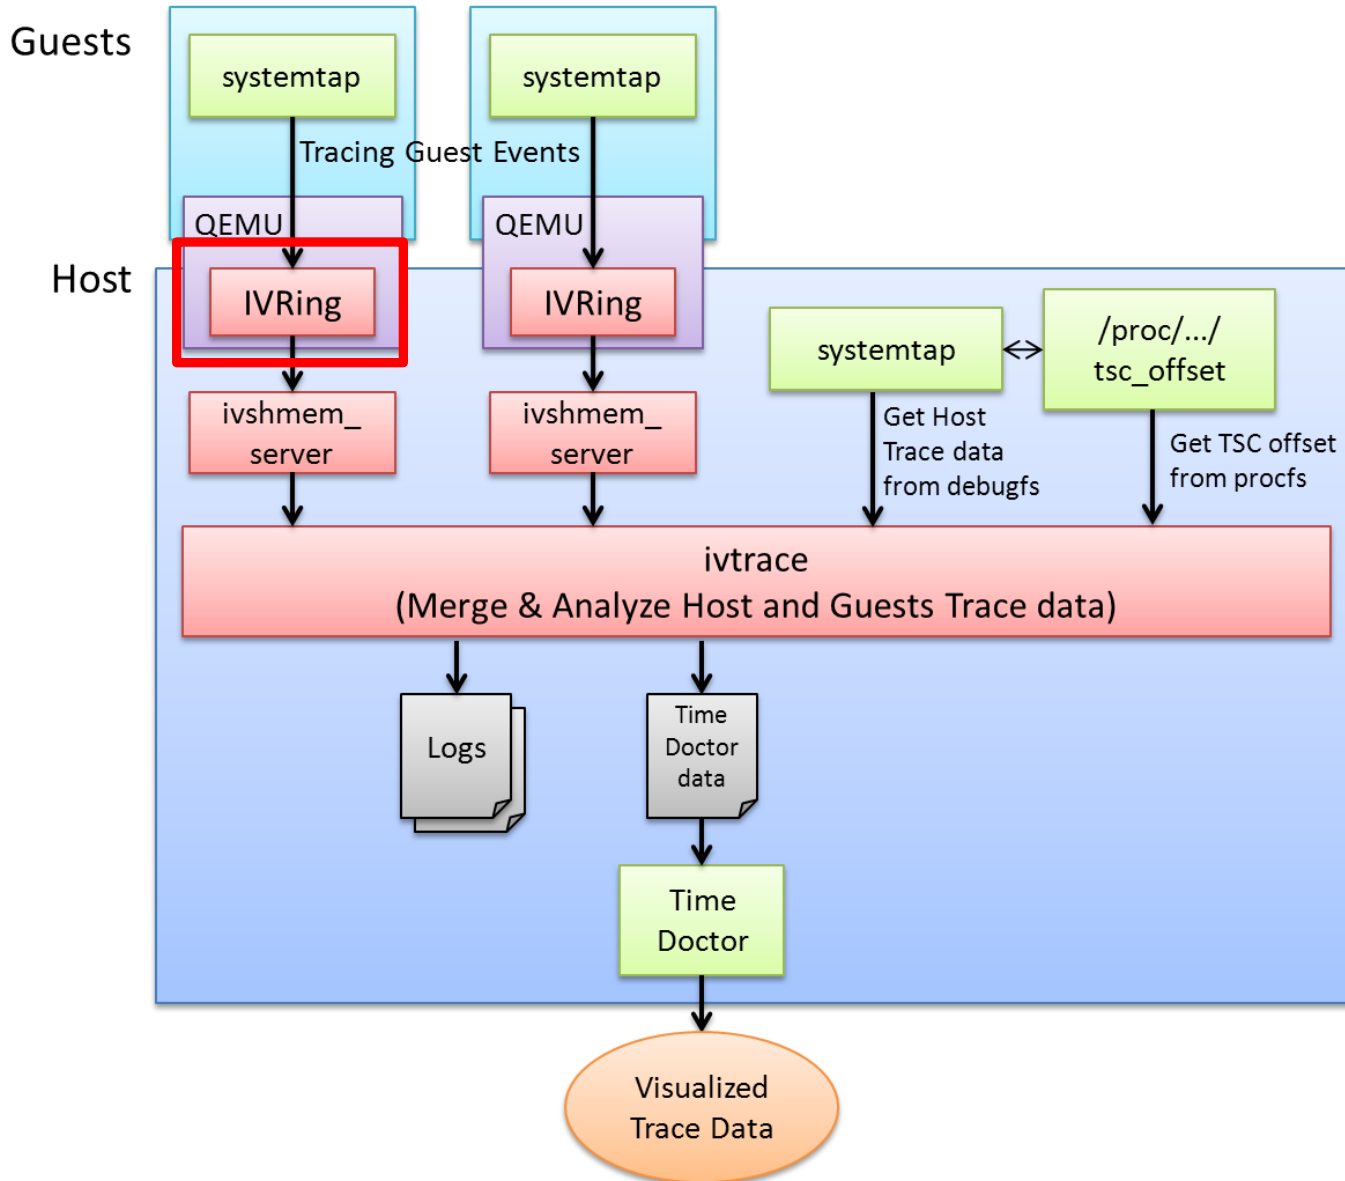 Guests
systemtap
systemtap
Tracing Guest Events
QEMU
QEMU
Host
IVRing
IVRing
systemtap
/proc/.../
tsc_offset
ivshmem_
server
ivshmem_
server
Get Host
Trace data
from debugfs
Get TSC offset
from procfs
ivtrace
(Merge & Analyze Host and Guests Trace data)
Logs
Time
Doctor
data
Time
Doctor
Visualized
Trace Data